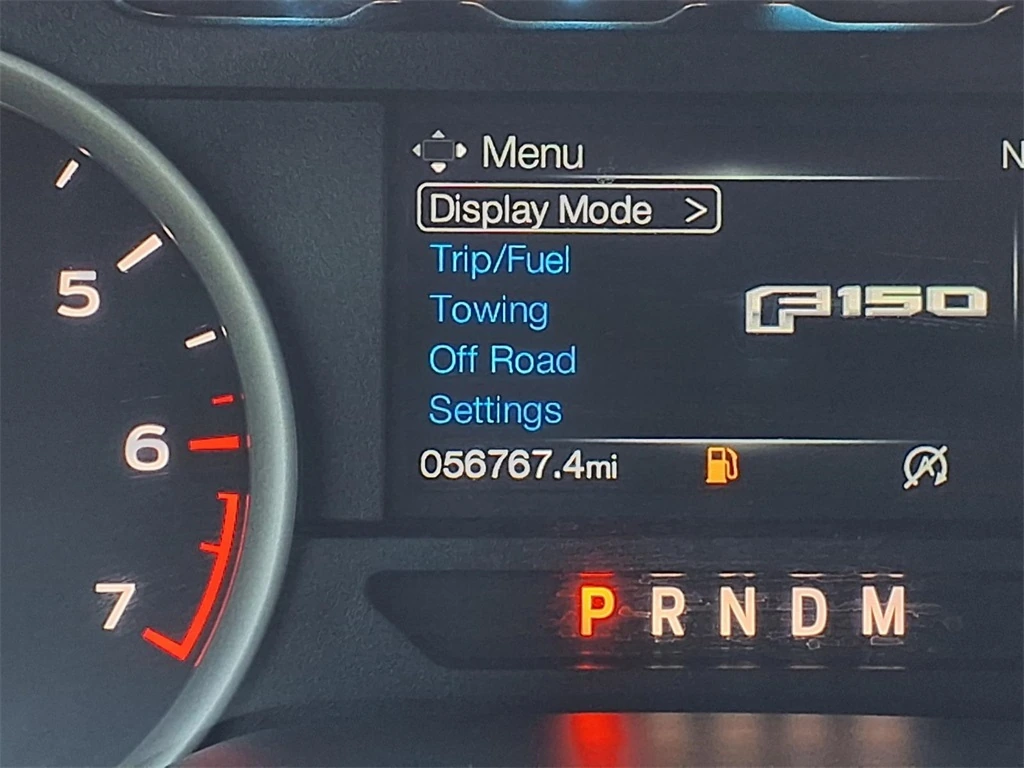 Menu
N
Display Mode >
Trip/Fuel
Towing
F150
Off Road
Settings
056767.4mi
5
6
7
P R N D M